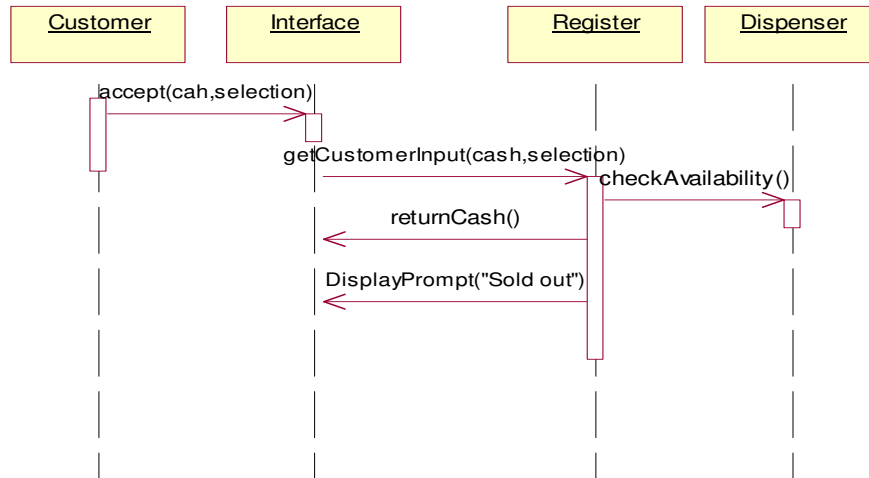 Customer
Interface
Register
Dispenser
accept(cah,selection)
getCustomerInput(cash,selection)
checkAvailability()
returnCash()
DisplayPrompt("Sold out")